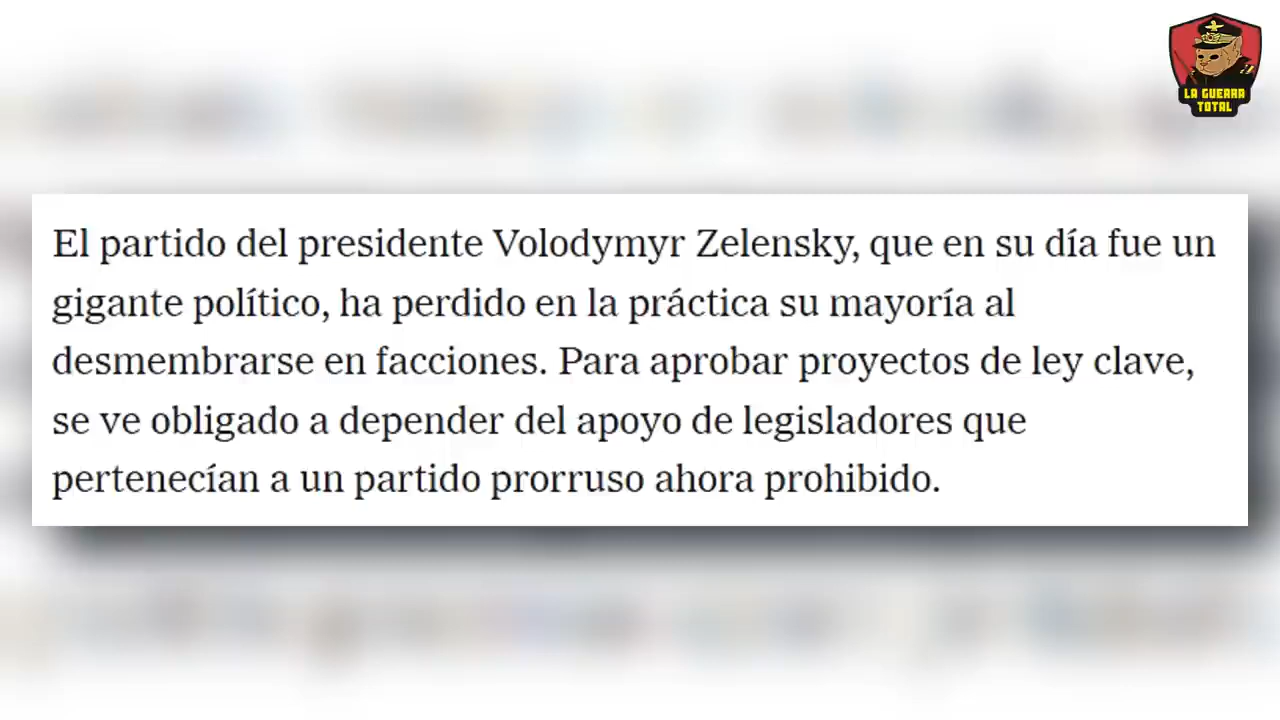 LA GUERRA
TOTAL
El partido del presidente Volodymyr Zelensky, que en su día fue un
gigante político, ha perdido en la práctica su mayoría al
desmembrarse en facciones. Para aprobar proyectos de ley clave,
se ve obligado a depender del apoyo de legisladores que
pertenecían a un partido prorruso ahora prohibido.